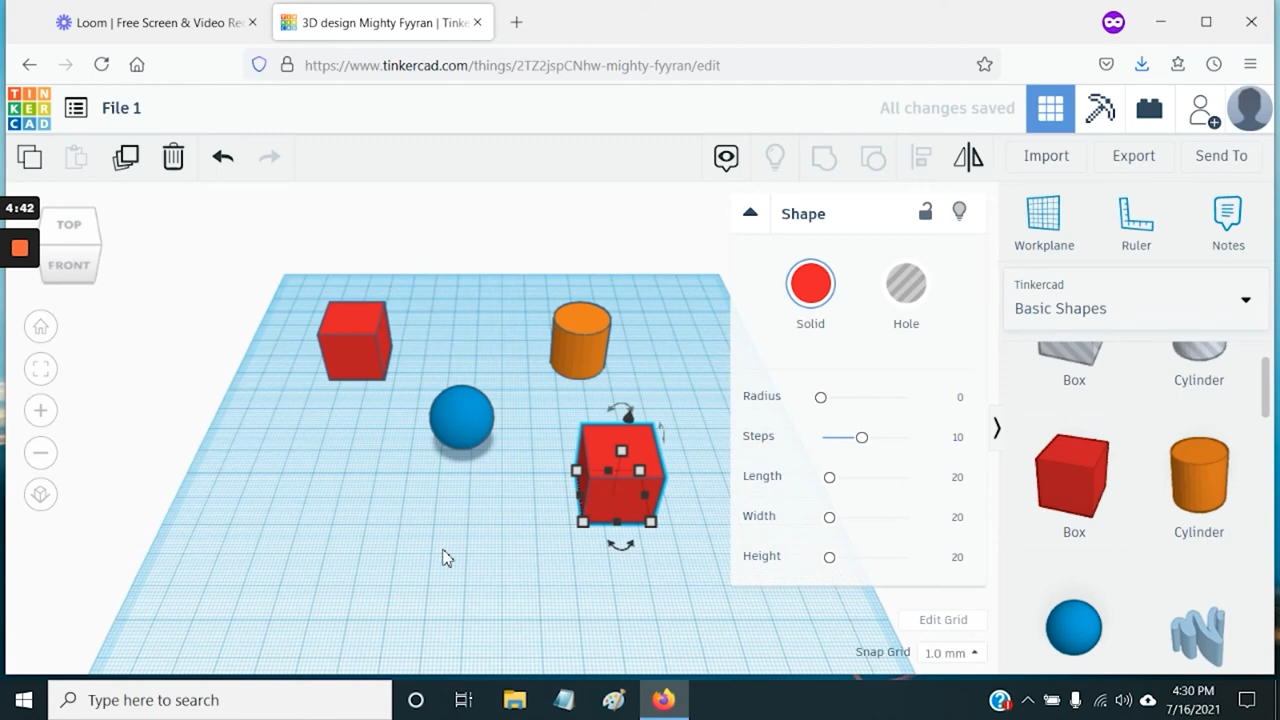 Loom | Free Screen & Video Re
3D design Mighty Fyyran | Tinke
https://www.tinkercad.com/things/2TZ2jspCNhw-mighty-fyyran/edit
TIN
KER
CAD
File 1
All changes saved
Import
Export
Send To
4:42
TOP
FRONT
Shape
Solid
Hole
Radius 0
Steps 10
Length 20
Width 20
Height 20
Edit Grid
Snap Grid 1.0 mm
Workplane
Ruler
Notes
Tinkercad
Basic Shapes
Box
Cylinder
Box
Cylinder
Type here to search
4:30 PM
7/16/2021